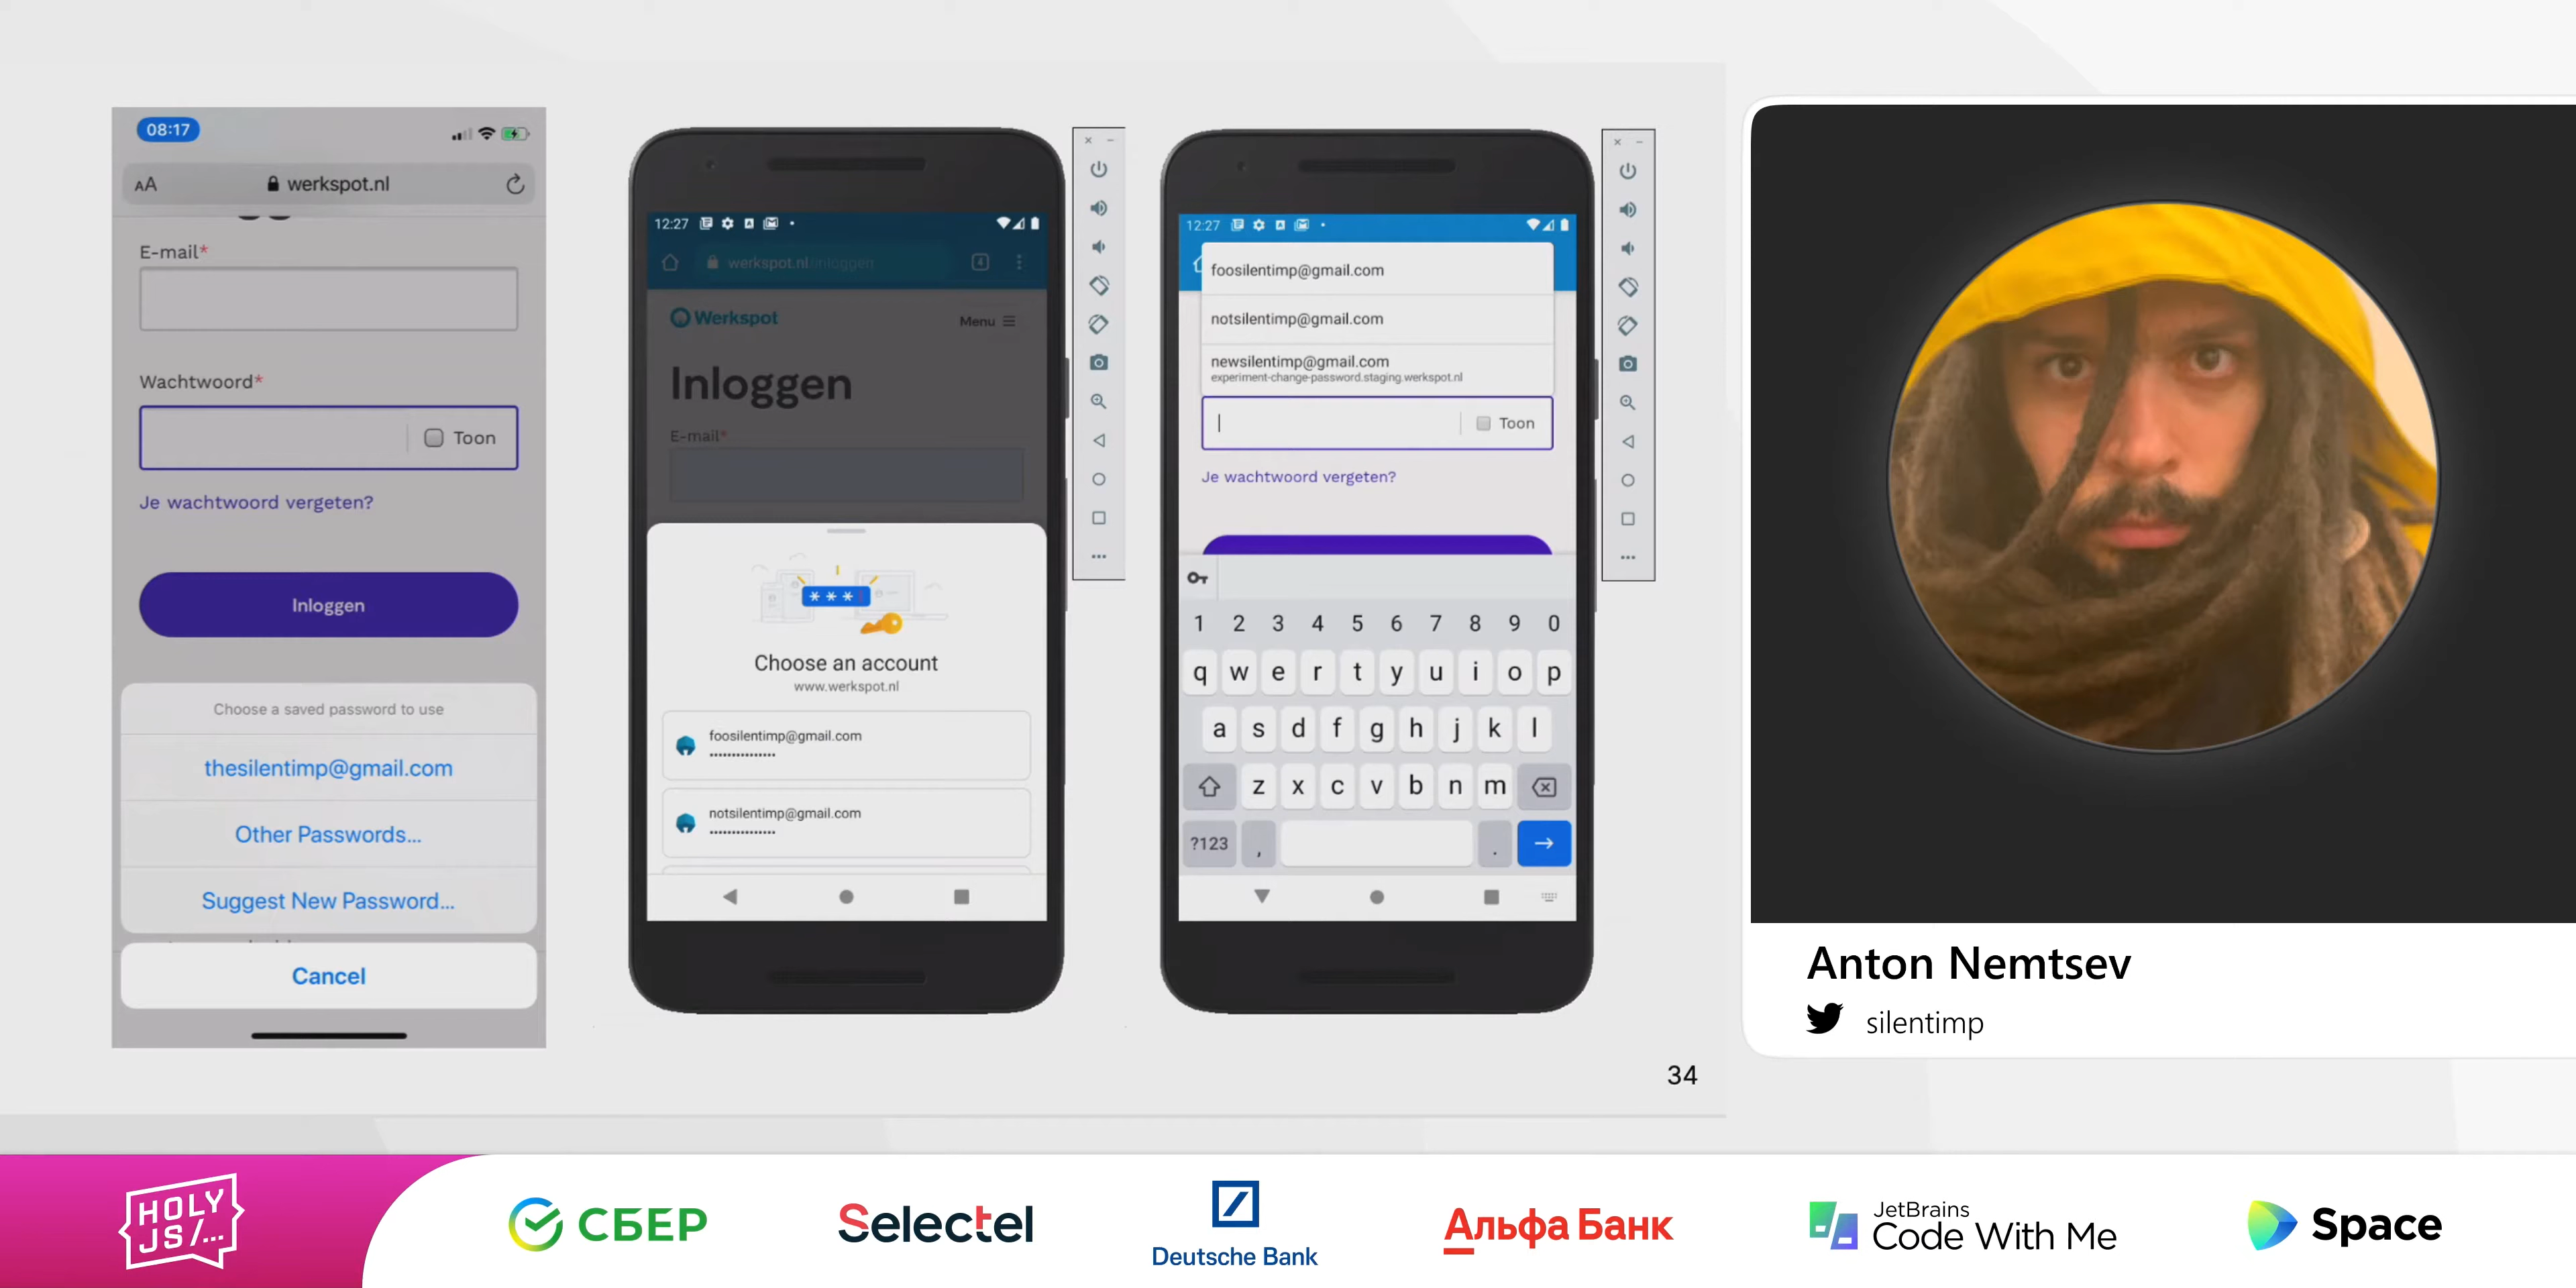 08:17
AA
werkspot.nl
E-mail*
Wachtwoord*
Toon
Je wachtwoord vergeten?
Inloggen
Choose a saved password to use
thesilentimp@gmail.com
Other Passwords...
Suggest New Password...
Cancel
12:27
werkspot.nl/inloggen
4
Werkspot
Menu
Inloggen
E-mail*
***
Choose an account
www.werkspot.nl
foosilentimp@gmail.com
•••••••••••••••
notsilentimp@gmail.com
•••••••••••••••
12:27
foosilentimp@gmail.com
notsilentimp@gmail.com
newsilentimp@gmail.com
experiment-change-password.staging.werkspot.nl
Toon
Je wachtwoord vergeten?
1 2 3 4 5 6 7 8 9 0
q w e r t y u i o p
a s d f g h j k l
z x c v b n m
?123 , .
34
Anton Nemtsev
silentimp
HOLY
JS/...
СБЕР
Selectel
Deutsche Bank
Альфа Банк
JetBrains
Code With Me
Space